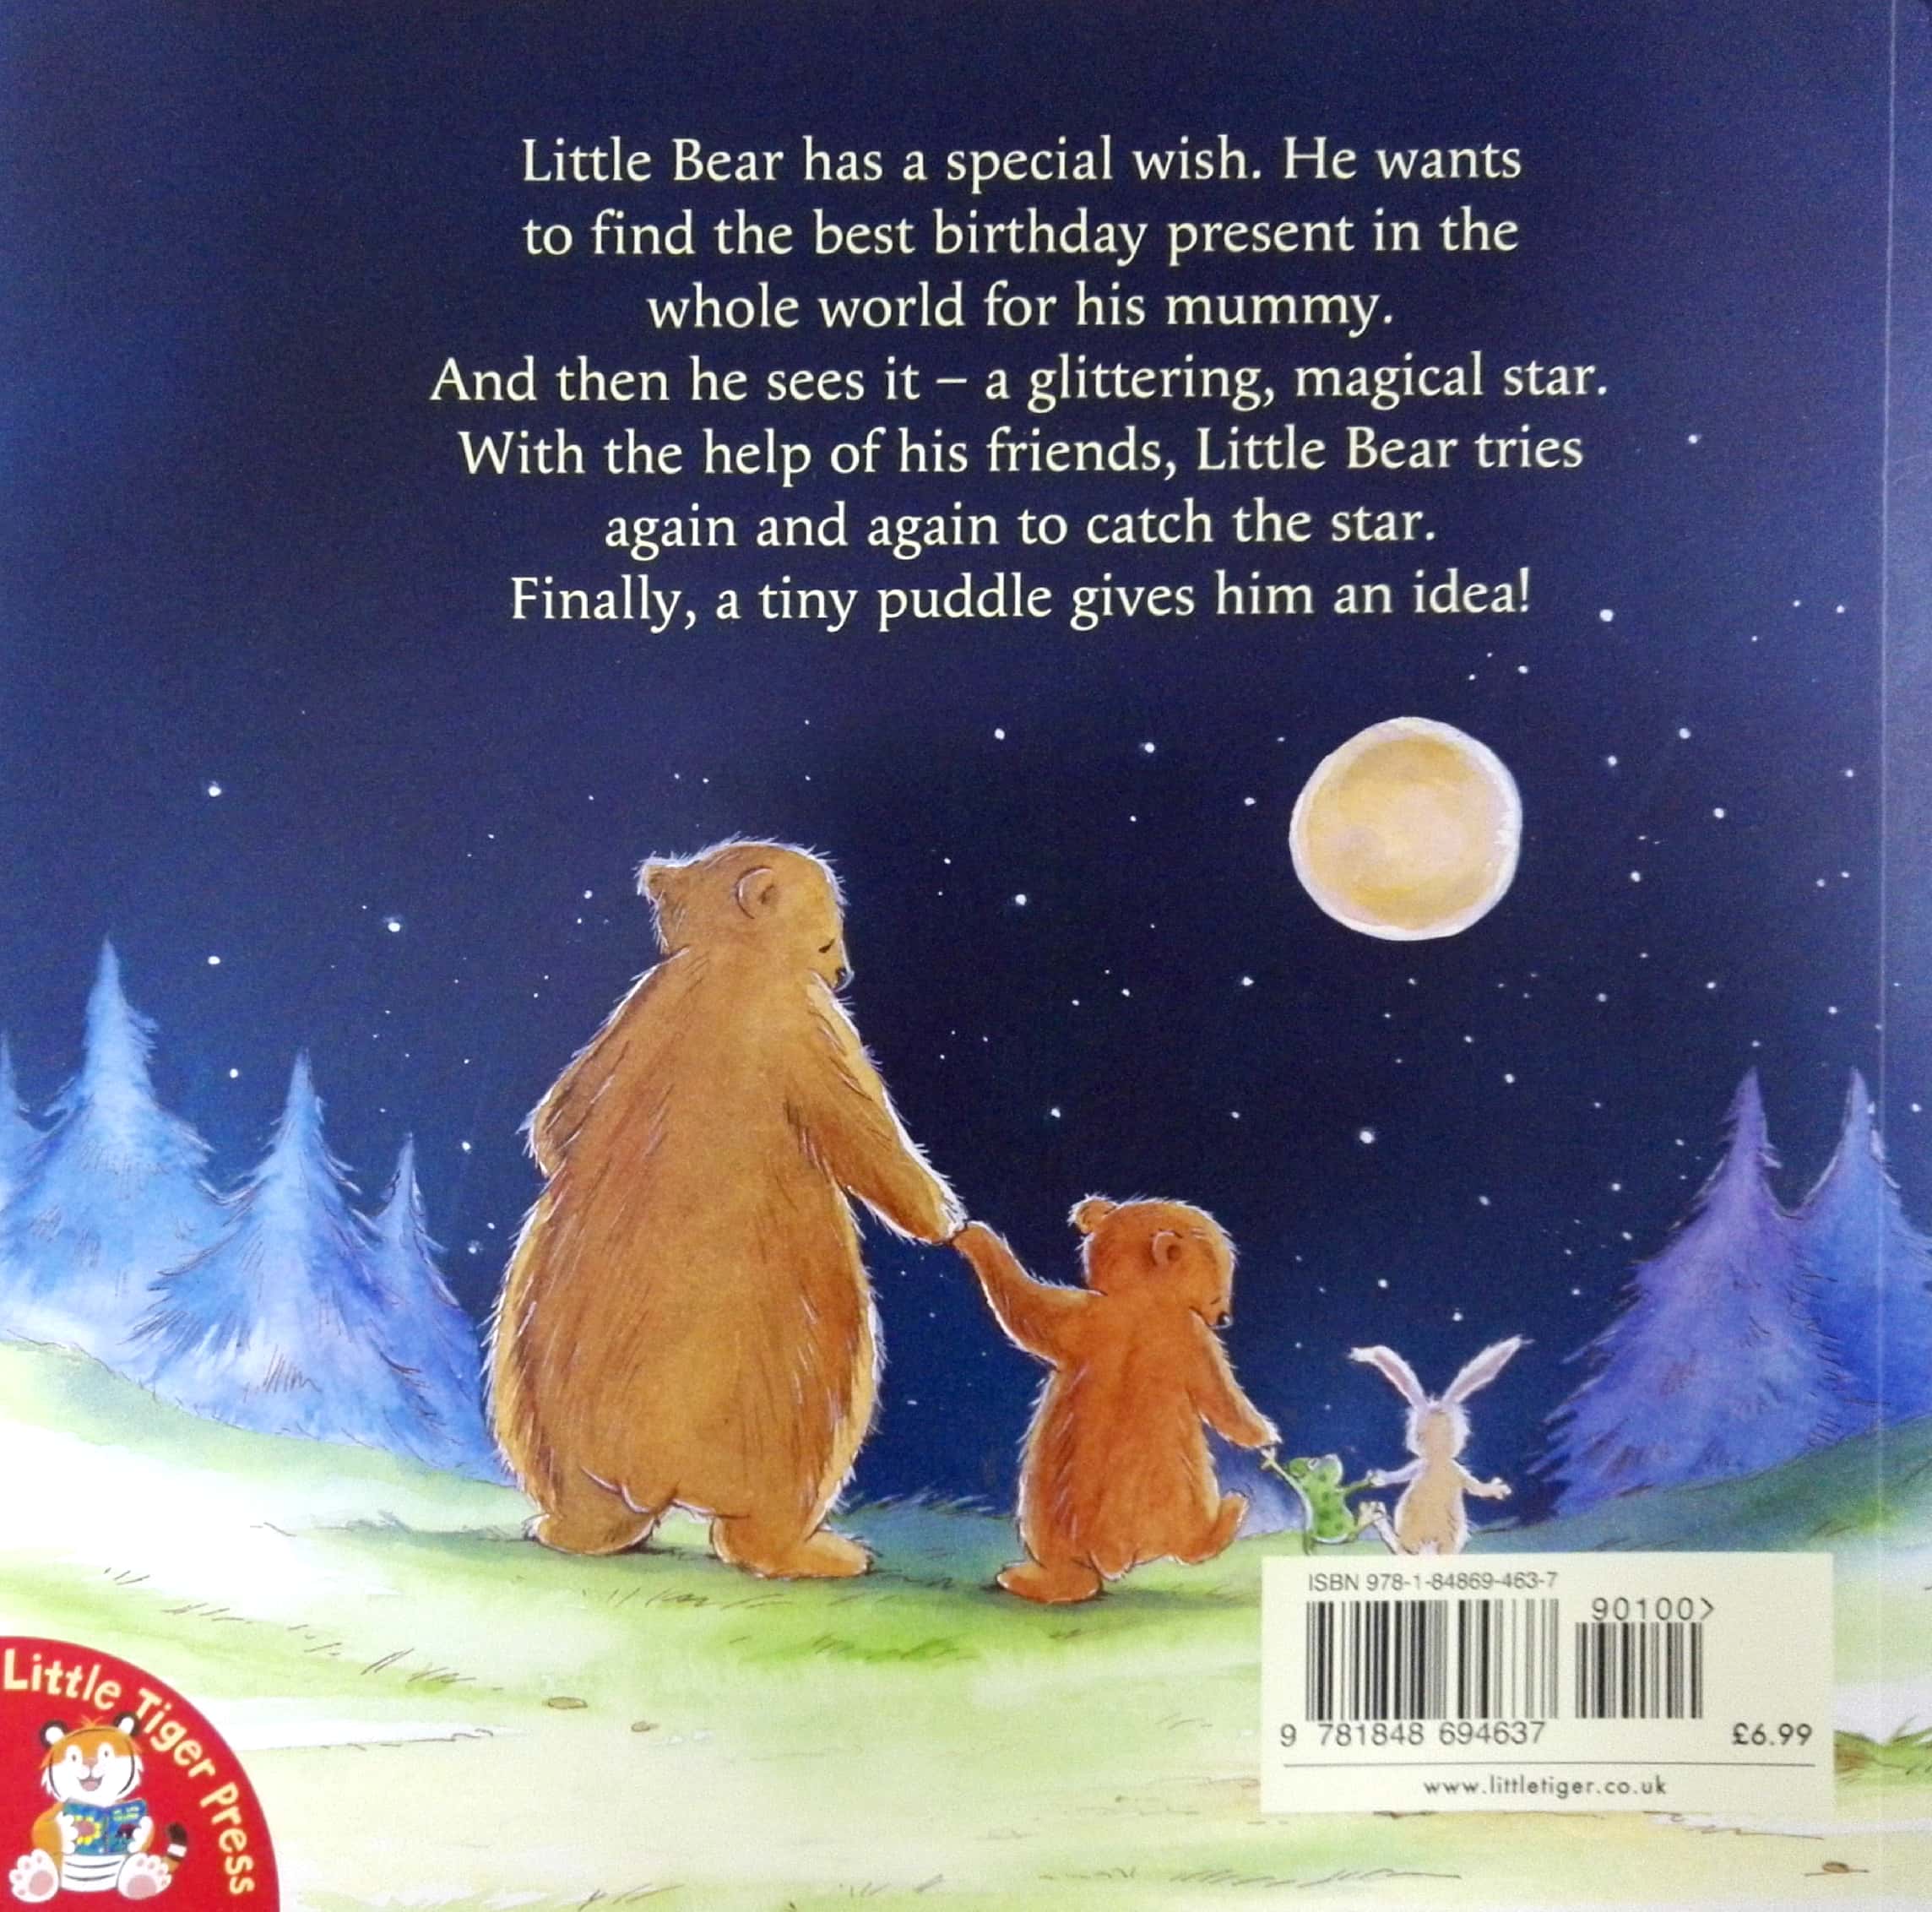 Little Bear has a special wish. He wants
to find the best birthday present in the
whole world for his mummy.
And then he sees it – a glittering, magical star.
With the help of his friends, Little Bear tries
again and again to catch the star.
Finally, a tiny puddle gives him an idea!
ISBN 978-1-84869-463-7
90100>
9 781848 694637
£6.99
www.littletiger.co.uk
Little Tiger Press